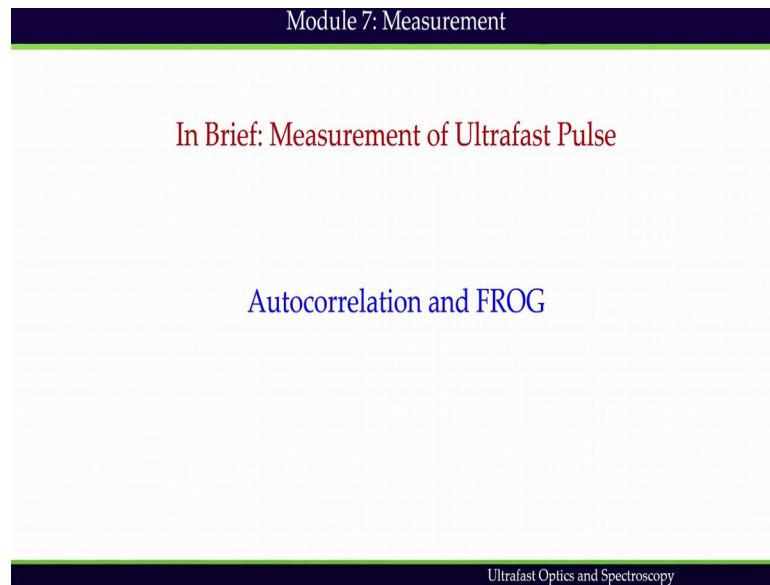 Module 7: Measurement
In Brief: Measurement of Ultrafast Pulse
Autocorrelation and FROG
Ultrafast Optics and Spectroscopy